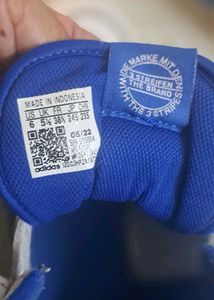 MADE IN INDONESIA
US UK FR JP CHN
6 5½ 38⅔ 245 235
05/22
adidas
DIE MARKE MIT DEN
3 STREIFEN
THE BRAND
WITH THE 3 STRIPES